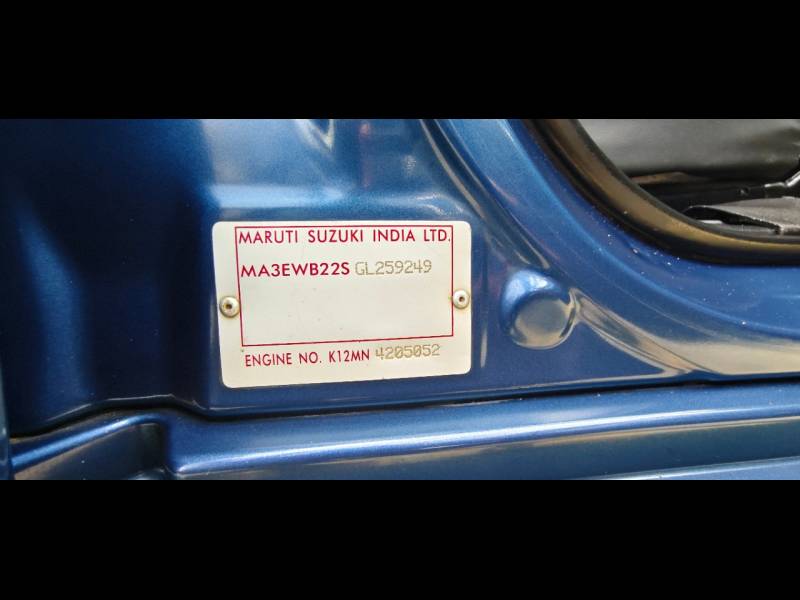 MARUTI SUZUKI INDIA LTD.
MA3EWB22S GL259249
ENGINE NO. K12MN 4205052